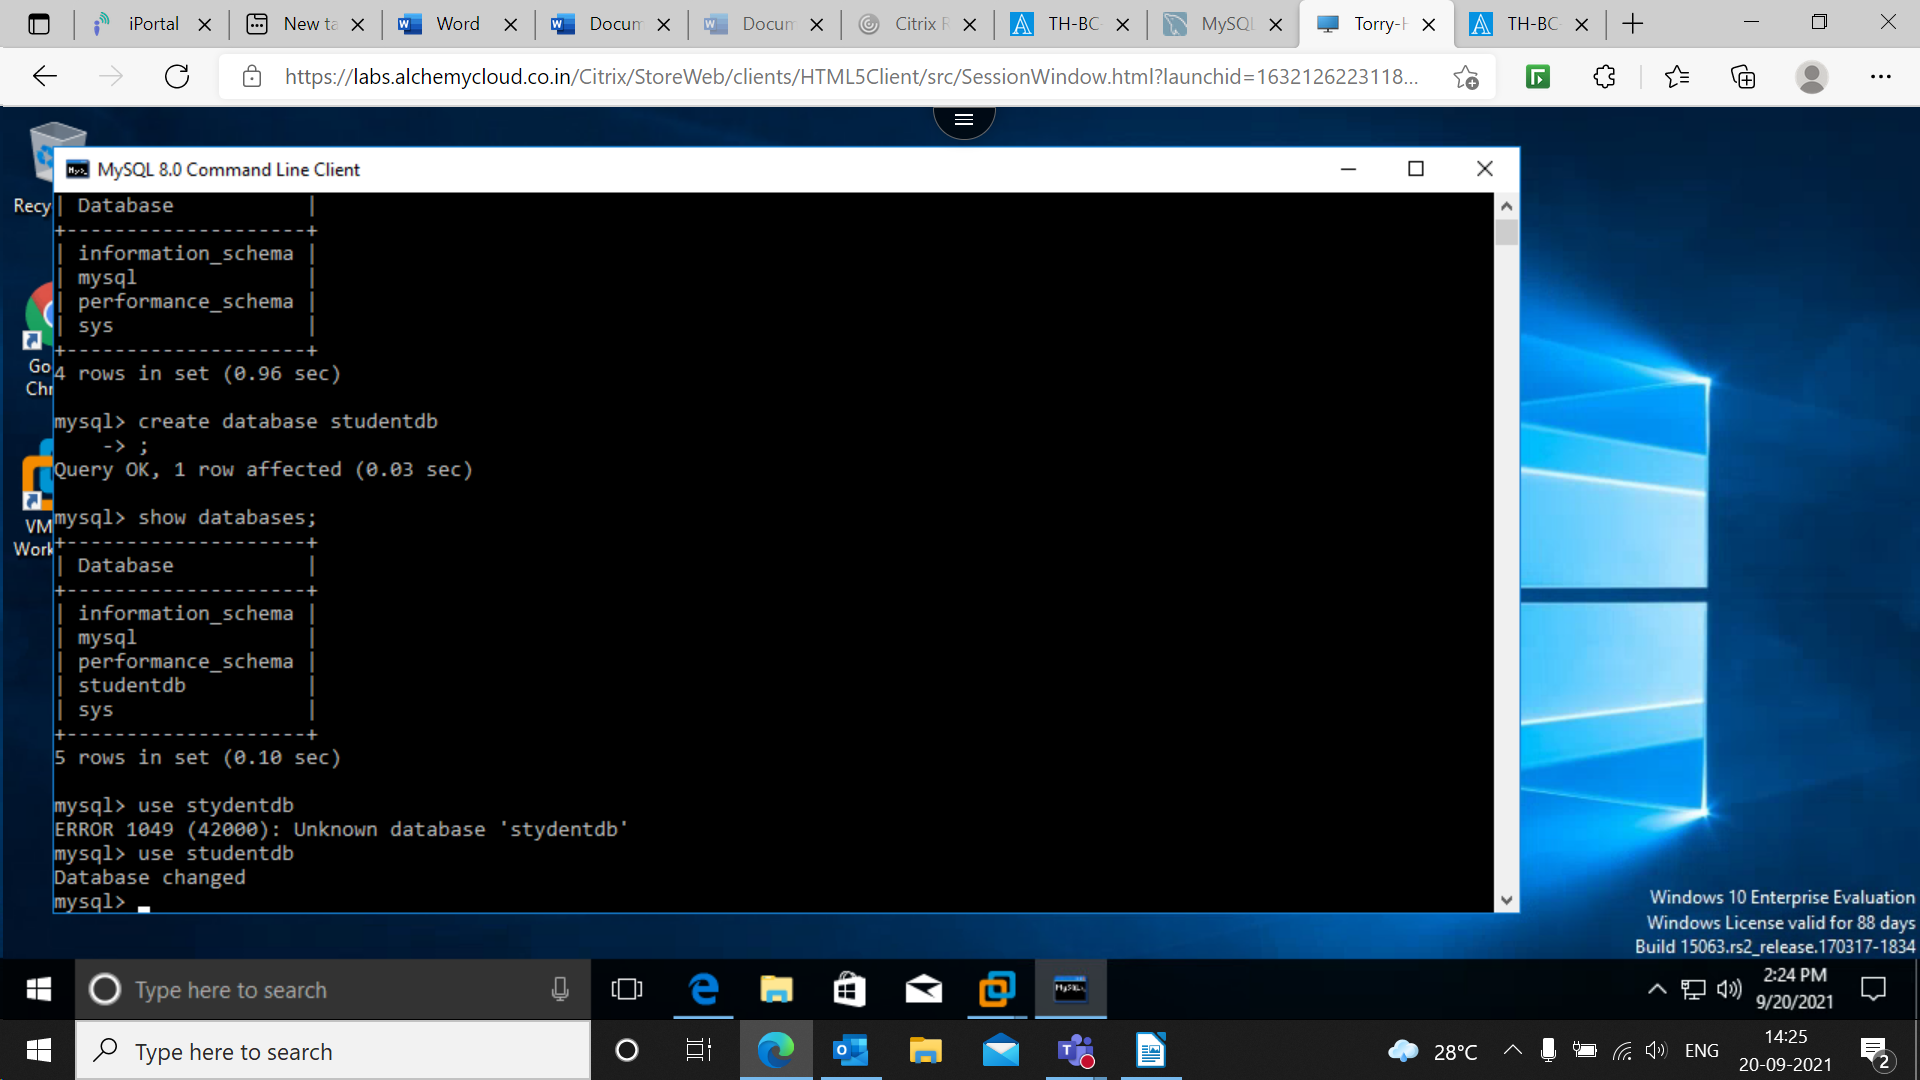 iPortal
New ta
Word
Docum
Docum
Citrix R
TH-BC-
MySQL
Torry-H
TH-BC
https://labs.alchemycloud.co.in/Citrix/StoreWeb/clients/HTML5Client/src/SessionWindow.html?launchid=1632126223118...
MySQL 8.0 Command Line Client
Recy
Go
Chr
VM
Work
| Database           |
+--------------------+
| information_schema |
| mysql              |
| performance_schema |
| sys                |
+--------------------+
4 rows in set (0.96 sec)
mysql> create database studentdb
    -> ;
Query OK, 1 row affected (0.03 sec)
mysql> show databases;
+--------------------+
| Database           |
+--------------------+
| information_schema |
| mysql              |
| performance_schema |
| studentdb          |
| sys                |
+--------------------+
5 rows in set (0.10 sec)
mysql> use stydentdb
ERROR 1049 (42000): Unknown database 'stydentdb'
mysql> use studentdb
Database changed
mysql> _
Windows 10 Enterprise Evaluation
Windows License valid for 88 days
Build 15063.rs2_release.170317-1834
Type here to search
2:24 PM
9/20/2021
Type here to search
28°C
ENG
14:25
20-09-2021
2